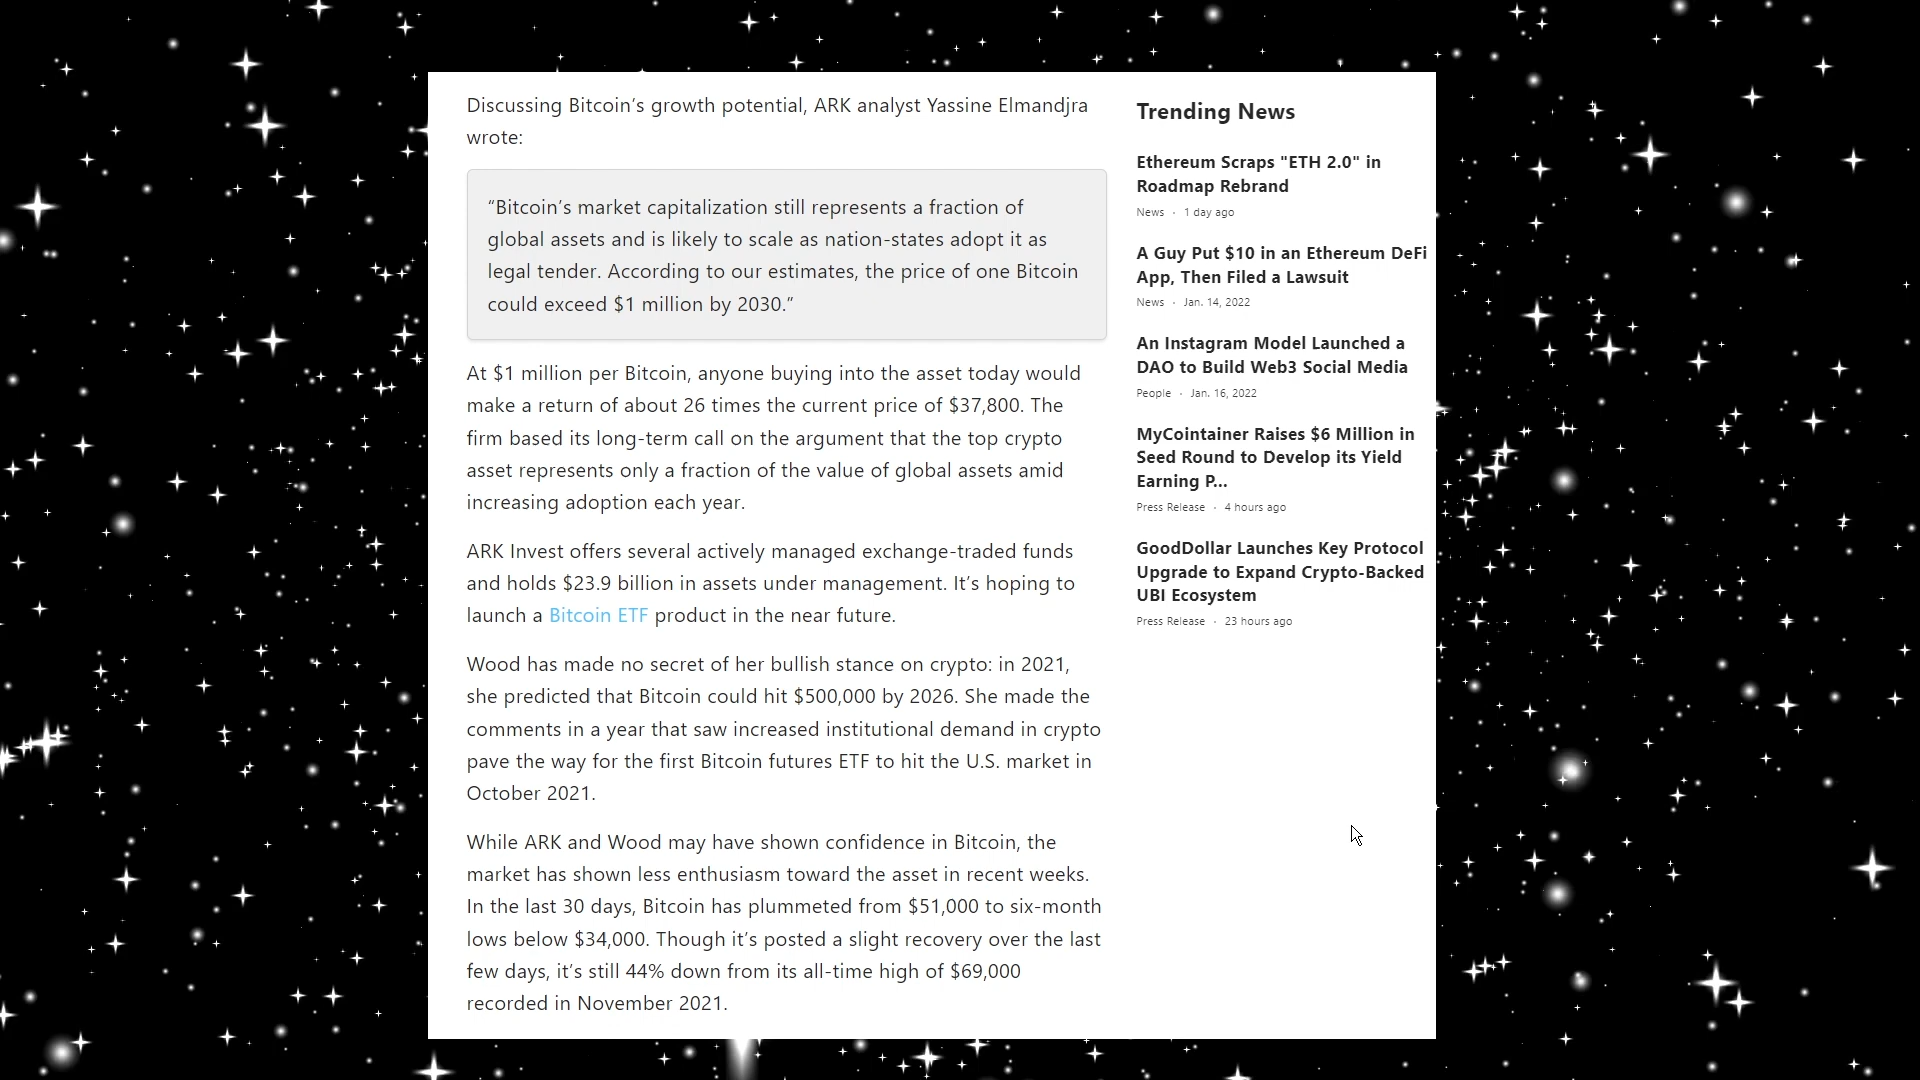 Discussing Bitcoin’s growth potential, ARK analyst Yassine Elmandjra
wrote:
“Bitcoin’s market capitalization still represents a fraction of
global assets and is likely to scale as nation-states adopt it as
legal tender. According to our estimates, the price of one Bitcoin
could exceed $1 million by 2030.”
At $1 million per Bitcoin, anyone buying into the asset today would
make a return of about 26 times the current price of $37,800. The
firm based its long-term call on the argument that the top crypto
asset represents only a fraction of the value of global assets amid
increasing adoption each year.
ARK Invest offers several actively managed exchange-traded funds
and holds $23.9 billion in assets under management. It’s hoping to
launch a Bitcoin ETF product in the near future.
Wood has made no secret of her bullish stance on crypto: in 2021,
she predicted that Bitcoin could hit $500,000 by 2026. She made the
comments in a year that saw increased institutional demand in crypto
pave the way for the first Bitcoin futures ETF to hit the U.S. market in
October 2021.
While ARK and Wood may have shown confidence in Bitcoin, the
market has shown less enthusiasm toward the asset in recent weeks.
In the last 30 days, Bitcoin has plummeted from $51,000 to six-month
lows below $34,000. Though it’s posted a slight recovery over the last
few days, it’s still 44% down from its all-time high of $69,000
recorded in November 2021.
Trending News
Ethereum Scraps "ETH 2.0" in
Roadmap Rebrand
News · 1 day ago
A Guy Put $10 in an Ethereum DeFi
App, Then Filed a Lawsuit
News · Jan. 14, 2022
An Instagram Model Launched a
DAO to Build Web3 Social Media
People · Jan. 16, 2022
MyCointainer Raises $6 Million in
Seed Round to Develop its Yield
Earning P...
Press Release · 4 hours ago
GoodDollar Launches Key Protocol
Upgrade to Expand Crypto-Backed
UBI Ecosystem
Press Release · 23 hours ago